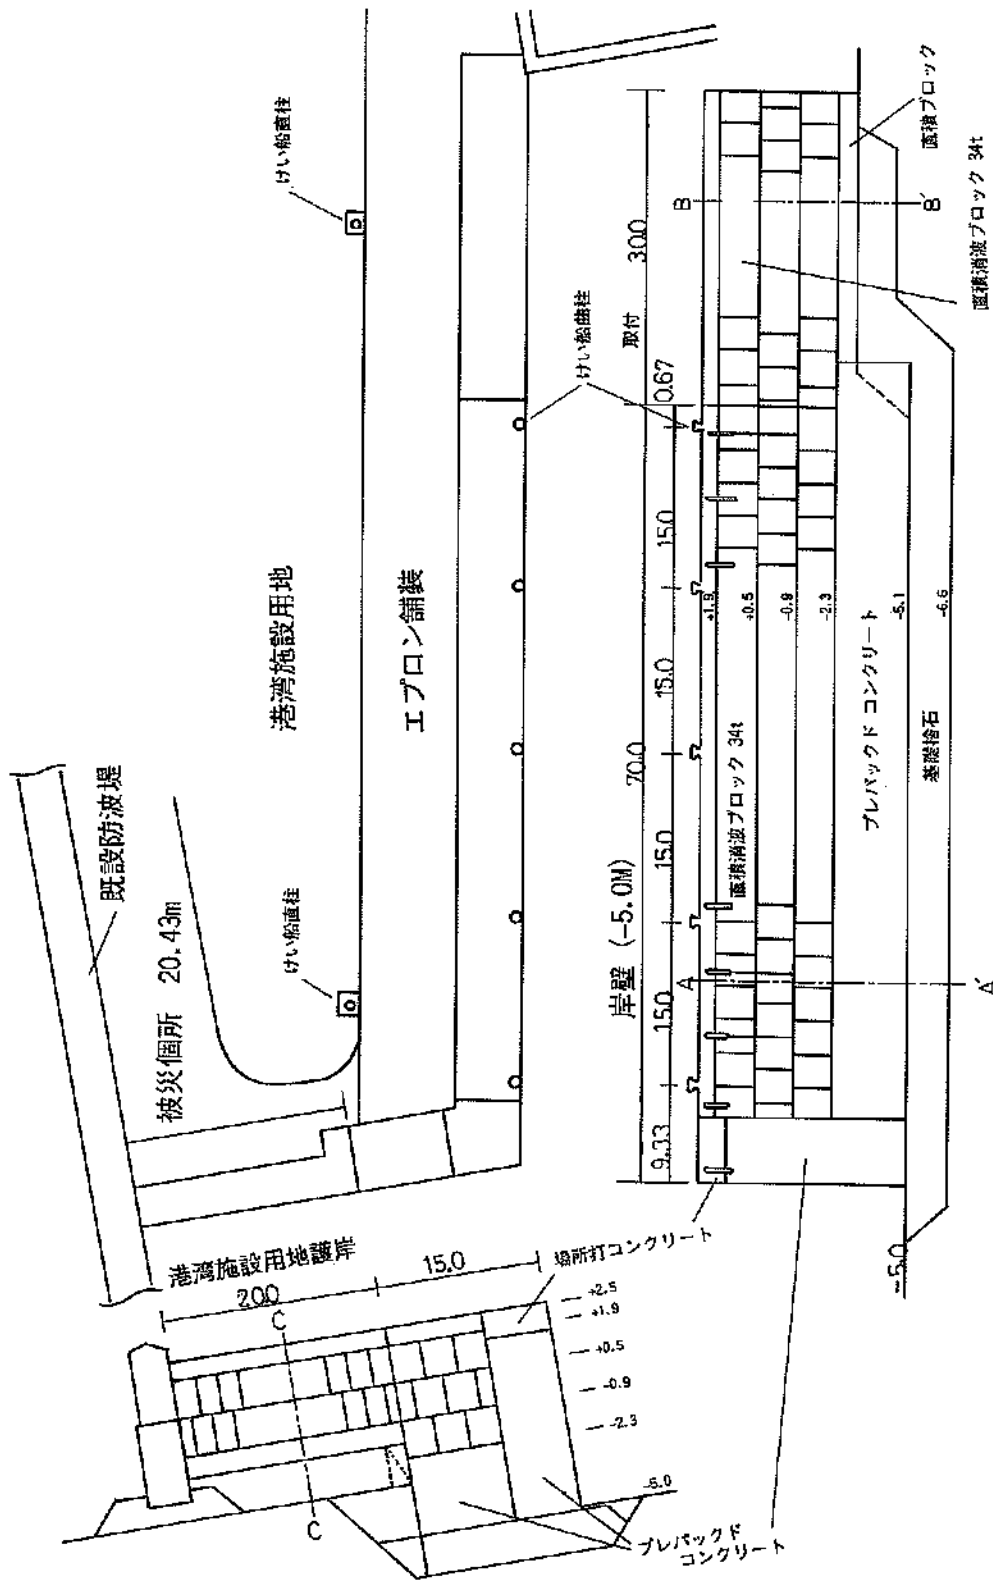 けい船直柱
港湾施設用地
エプロン舗装
けい船曲柱
既設防波堤
被災個所 20.43m
けい船直柱
直積ブロック
直積消波ブロック 34t
B
B'
30.0
取付
0.67
15.0
15.0
70.0
15.0
15.0
9.33
岸壁 (-5.0M)
+1.9
+0.5
-0.9
-2.3
-5.1
-6.6
直積消波ブロック 34t
プレパックド コンクリート
基礎捨石
A
A'
-5.0
港湾施設用地護岸
20.0
15.0
場所打コンクリート
+2.5
+1.9
+0.5
-0.9
-2.3
-5.0
C
C
プレパックド
コンクリート